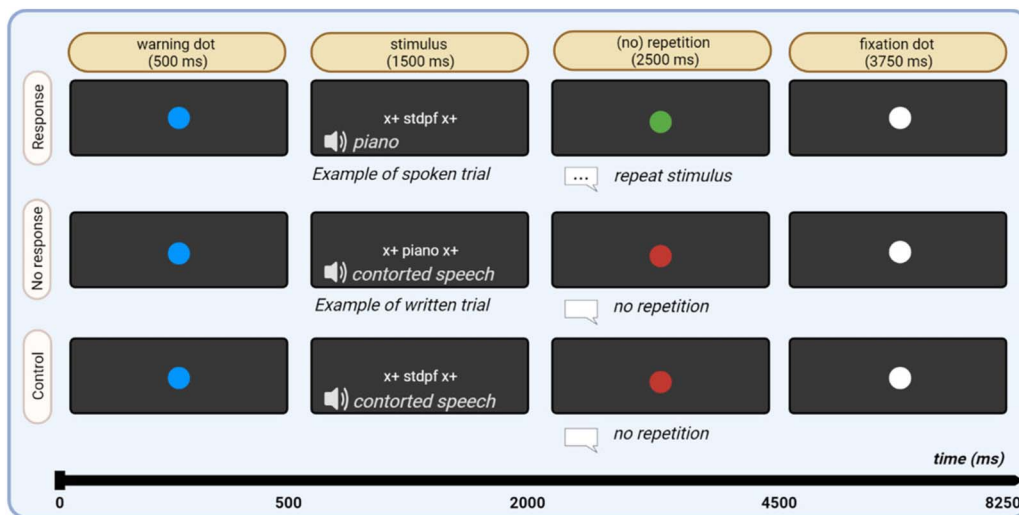 warning dot
(500 ms)
stimulus
(1500 ms)
(no) repetition
(2500 ms)
fixation dot
(3750 ms)
Response
x+ stdpf x+
piano
Example of spoken trial
...
repeat stimulus
No response
x+ piano x+
contorted speech
Example of written trial
no repetition
Control
x+ stdpf x+
contorted speech
no repetition
time (ms)
0 500 2000 4500 8250